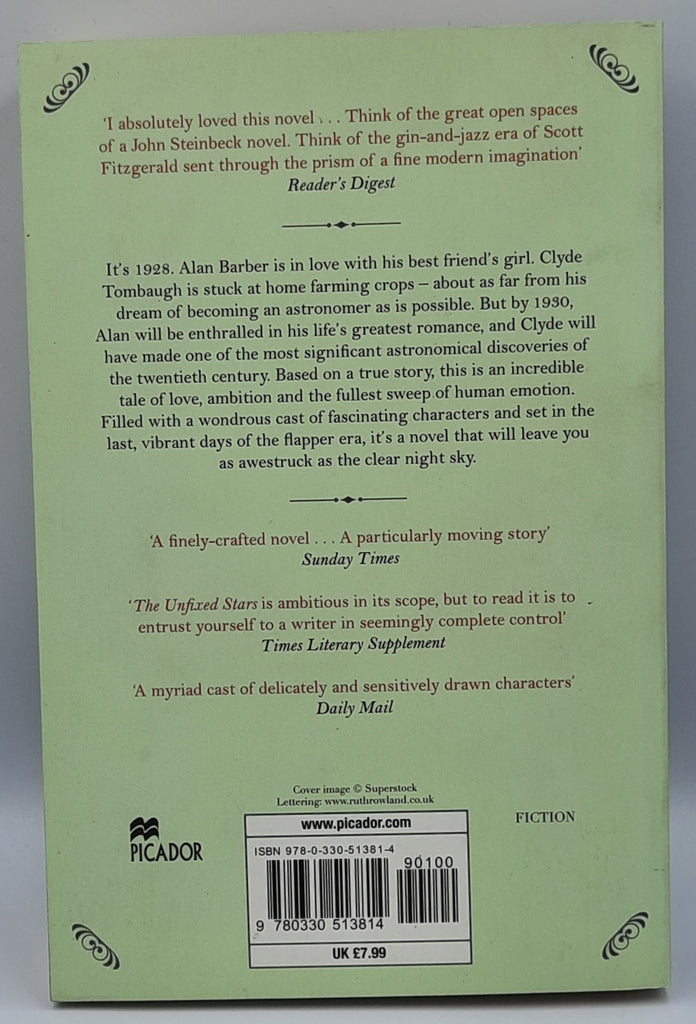 ‘I absolutely loved this novel . . . Think of the great open spaces
of a John Steinbeck novel. Think of the gin-and-jazz era of Scott
Fitzgerald sent through the prism of a fine modern imagination’
Reader’s Digest
It’s 1928. Alan Barber is in love with his best friend’s girl. Clyde
Tombaugh is stuck at home farming crops – about as far from his
dream of becoming an astronomer as is possible. But by 1930,
Alan will be enthralled in his life’s greatest romance, and Clyde will
have made one of the most significant astronomical discoveries of
the twentieth century. Based on a true story, this is an incredible
tale of love, ambition and the fullest sweep of human emotion.
Filled with a wondrous cast of fascinating characters and set in the
last, vibrant days of the flapper era, it’s a novel that will leave you
as awestruck as the clear night sky.
‘A finely-crafted novel . . . A particularly moving story’
Sunday Times
‘The Unfixed Stars is ambitious in its scope, but to read it is to
entrust yourself to a writer in seemingly complete control’
Times Literary Supplement
‘A myriad cast of delicately and sensitively drawn characters’
Daily Mail
Cover image © Superstock
Lettering: www.ruthrowland.co.uk
PICADOR
www.picador.com
FICTION
ISBN 978-0-330-51381-4
90100
9 780330 513814
UK £7.99